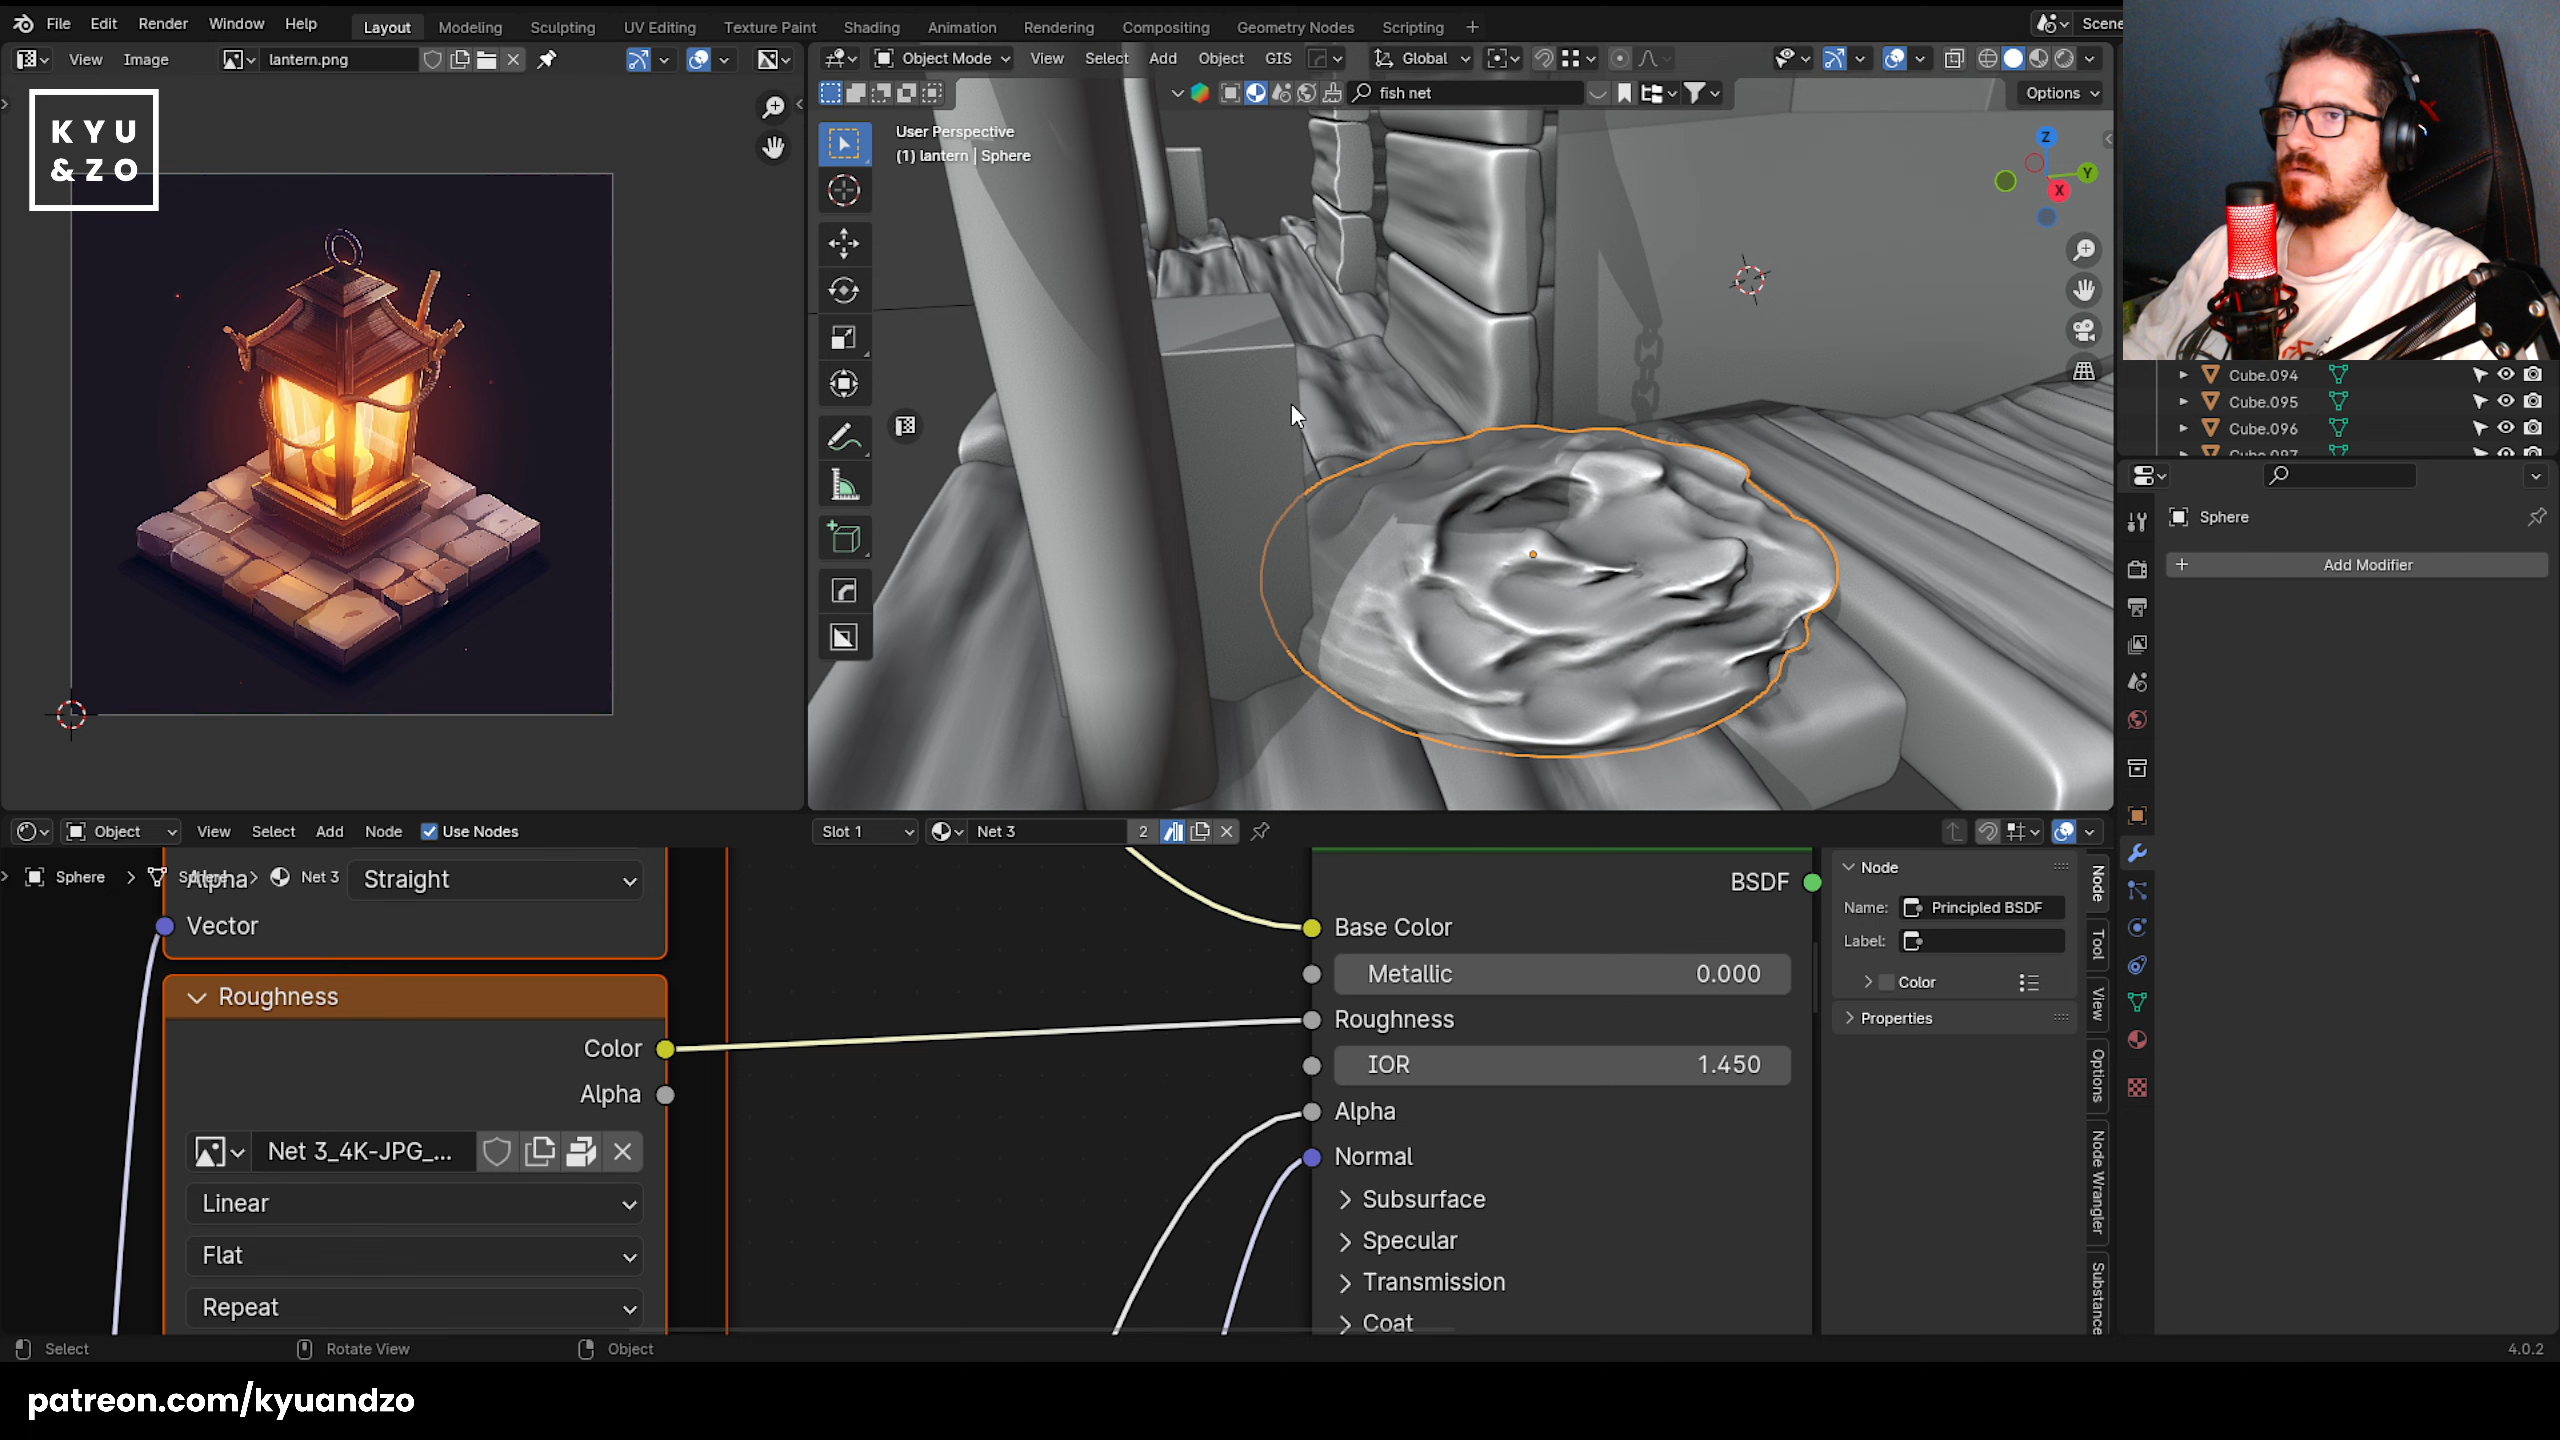 File Edit Render Window Help Layout Modeling Sculpting UV Editing Texture Paint Shading Animation Rendering Compositing Geometry Nodes Scripting + Scene
View Image lantern.png
Object Mode View Select Add Object GIS Global
fish net Options
KYU
&ZO
User Perspective
(1) lantern | Sphere
Z
Y
X
Cube.094
Cube.095
Cube.096
Sphere
+ Add Modifier
Object View Select Add Node Use Nodes Slot 1 Net 3 2
Sphere > > Net 3
Alpha Straight
Vector
Roughness
Color
Alpha
Net 3_4K-JPG_...
Linear
Flat
Repeat
BSDF
Base Color
Metallic 0.000
Roughness
IOR 1.450
Alpha
Normal
Subsurface
Specular
Transmission
Coat
Node
Name: Principled BSDF
Label:
Color
Properties
Node
Tool
View
Options
Node Wrangler
Substance
Select Rotate View Object 4.0.2
patreon.com/kyuandzo